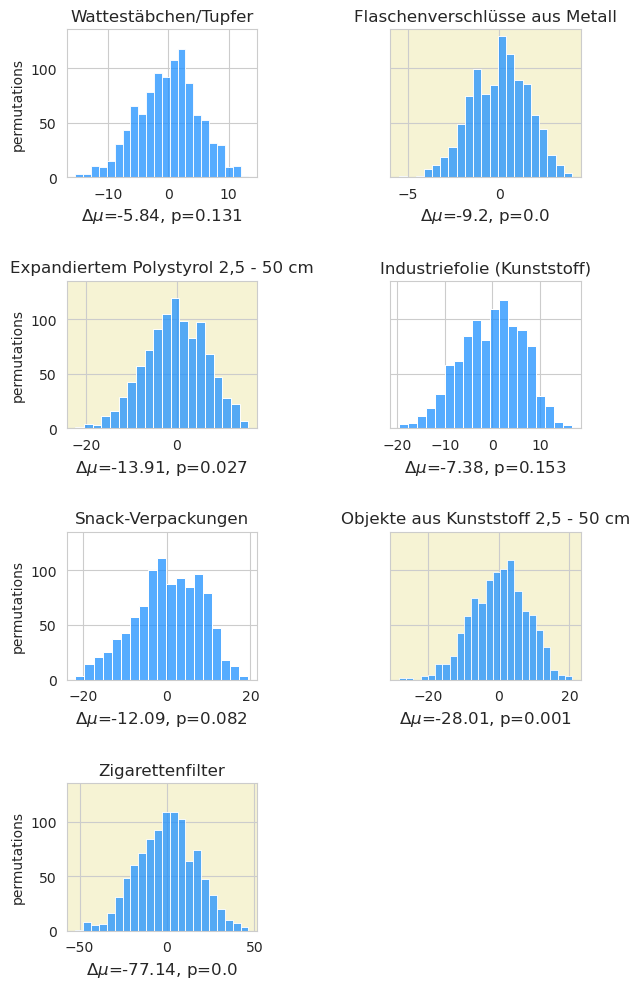 Wattestäbchen/Tupfer
permutations
100
50
0
−10 0 10
Δμ=-5.84, p=0.131
Flaschenverschlüsse aus Metall
−5 0
Δμ=-9.2, p=0.0
Expandiertem Polystyrol 2,5 - 50 cm
permutations
100
50
0
−20 0
Δμ=-13.91, p=0.027
Industriefolie (Kunststoff)
−20 −10 0 10
Δμ=-7.38, p=0.153
Snack-Verpackungen
permutations
100
50
0
−20 0 20
Δμ=-12.09, p=0.082
Objekte aus Kunststoff 2,5 - 50 cm
−20 0 20
Δμ=-28.01, p=0.001
Zigarettenfilter
permutations
100
50
0
−50 0 50
Δμ=-77.14, p=0.0